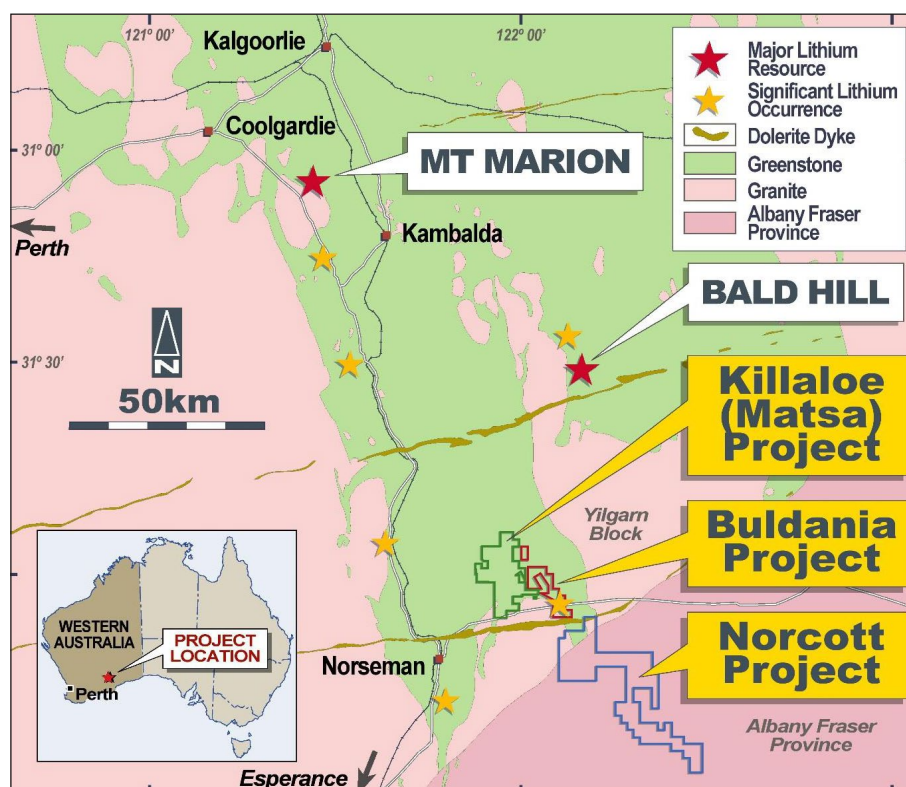 121° 00'
122° 00'
Kalgoorlie
Coolgardie
31° 00'
MT MARION
Major Lithium
Resource
Significant Lithium
Occurrence
Dolerite Dyke
Greenstone
Granite
Albany Fraser
Province
Perth
Kambalda
BALD HILL
31° 30'
N
50km
Killaloe
(Matsa)
Project
Yilgarn
Block
Buldania
Project
WESTERN
AUSTRALIA
PROJECT
LOCATION
Perth
Norseman
Norcott
Project
Albany Fraser
Province
Esperance